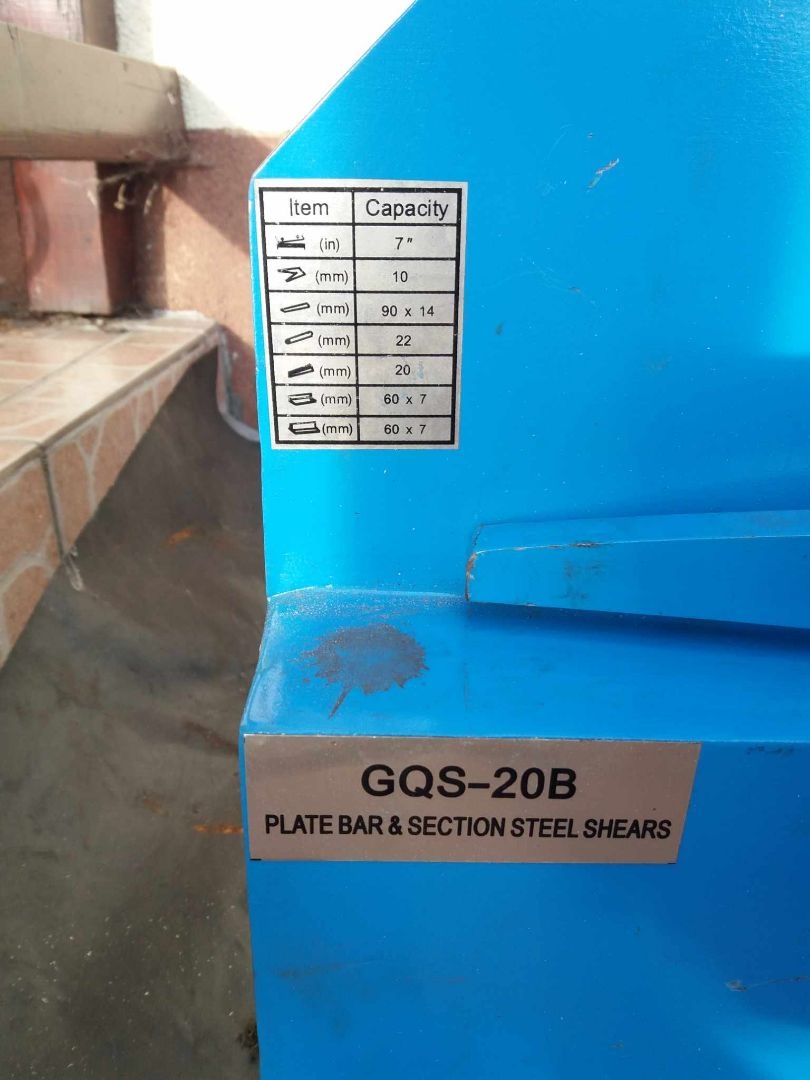 Item Capacity
(in) 7"
(mm) 10
(mm) 90 x 14
(mm) 22
(mm) 20
(mm) 60 x 7
(mm) 60 x 7
GQS-20B
PLATE BAR & SECTION STEEL SHEARS